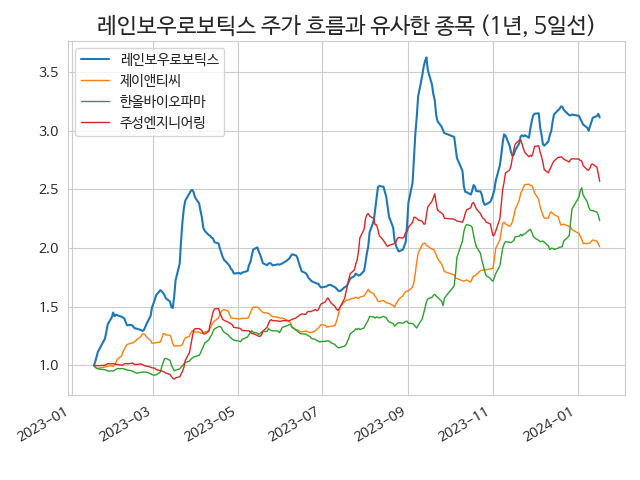 레인보우로보틱스 주가 흐름과 유사한 종목 (1년, 5일선)
레인보우로보틱스
제이앤티씨
한올바이오파마
주성엔지니어링
3.5
3.0
2.5
2.0
1.5
1.0
2023-01
2023-03
2023-05
2023-07
2023-09
2023-11
2024-01